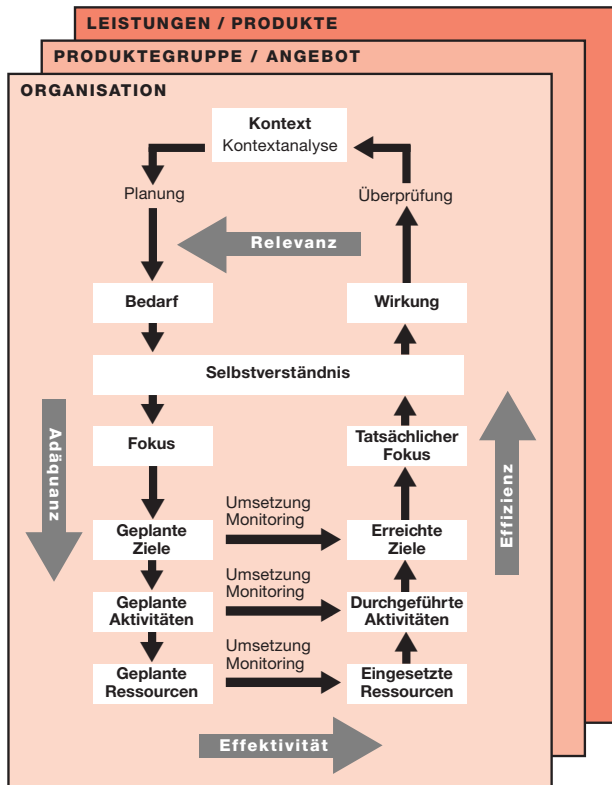 LEISTUNGEN / PRODUKTE
PRODUKTEGRUPPE / ANGEBOT
ORGANISATION
Kontext
Kontextanalyse
Planung
Überprüfung
Relevanz
Bedarf
Wirkung
Selbstverständnis
Adäquanz
Effizienz
Fokus
Tatsächlicher
Fokus
Geplante
Ziele
Umsetzung
Monitoring
Erreichte
Ziele
Geplante
Aktivitäten
Umsetzung
Monitoring
Durchgeführte
Aktivitäten
Geplante
Ressourcen
Umsetzung
Monitoring
Eingesetzte
Ressourcen
Effektivität